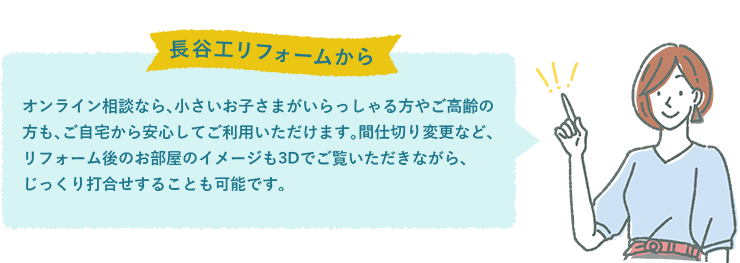 長谷工リフォームから
オンライン相談なら、小さいお子さまがいらっしゃる方やご高齢の
方も、ご自宅から安心してご利用いただけます。間仕切り変更など、
リフォーム後のお部屋のイメージも3Dでご覧いただきながら、
じっくり打合せすることも可能です。